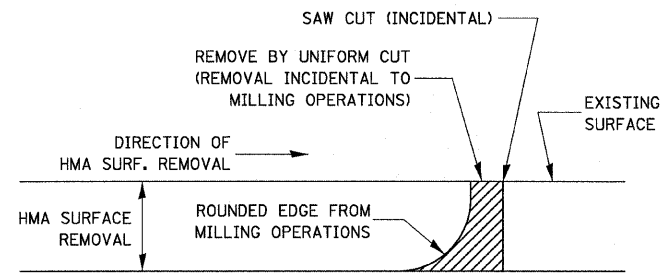 SAW CUT (INCIDENTAL)
REMOVE BY UNIFORM CUT
(REMOVAL INCIDENTAL TO
MILLING OPERATIONS)
EXISTING
SURFACE
DIRECTION OF
HMA SURF. REMOVAL
HMA SURFACE
REMOVAL
ROUNDED EDGE FROM
MILLING OPERATIONS